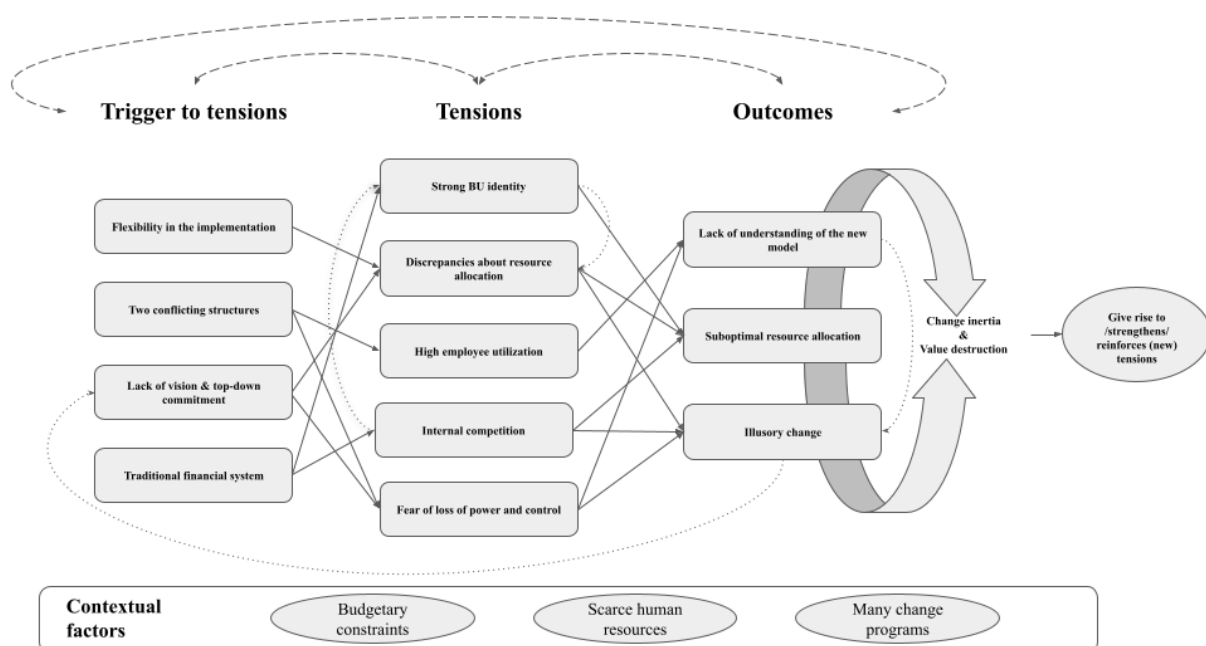 Trigger to tensions
Tensions
Outcomes
Flexibility in the implementation
Two conflicting structures
Lack of vision & top-down
commitment
Traditional financial system
Strong BU identity
Discrepancies about resource
allocation
High employee utilization
Internal competition
Fear of loss of power and control
Lack of understanding of the new
model
Suboptimal resource allocation
Illusory change
Change inertia
&
Value destruction
Give rise to
/strengthens/
reinforces (new)
tensions
Contextual
factors
Budgetary
constraints
Scarce human
resources
Many change
programs